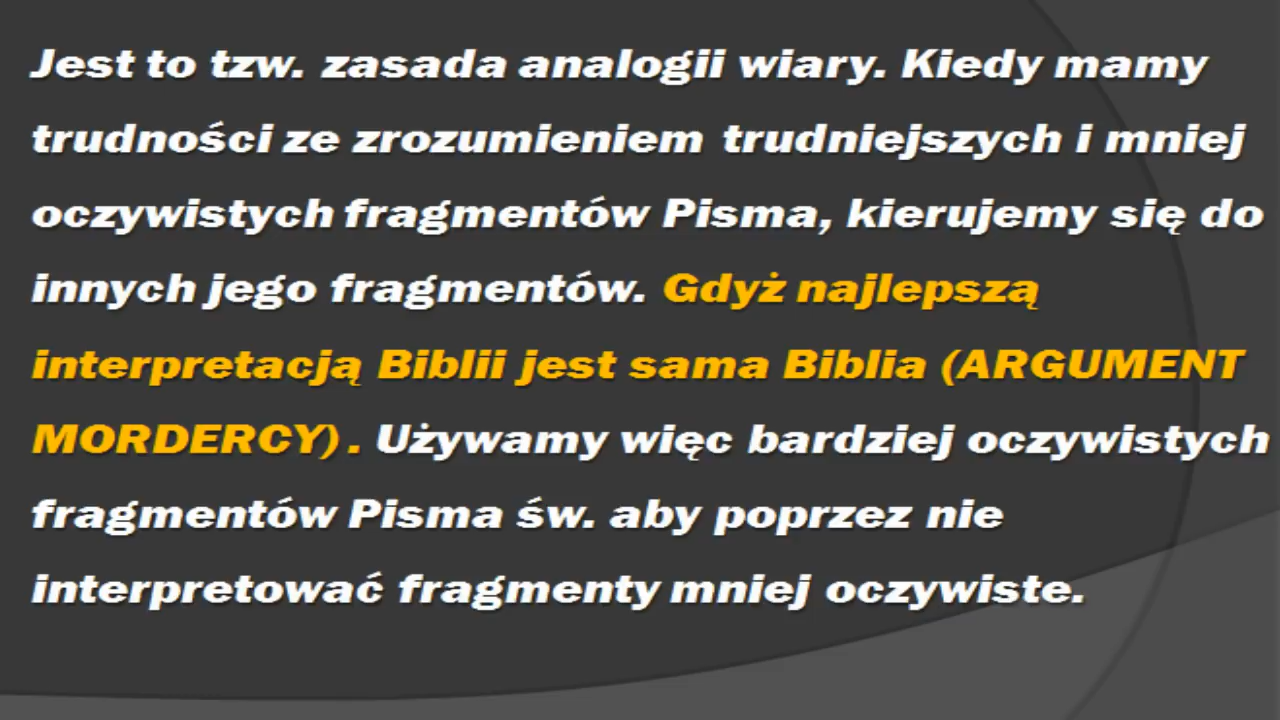 Jest to tzw. zasada analogii wiary. Kiedy mamy
trudności ze zrozumieniem trudniejszych i mniej
oczywistych fragmentów Pisma, kierujemy się do
innych jego fragmentów. Gdyż najlepszą
interpretacją Biblii jest sama Biblia (ARGUMENT
MORDERCY) . Używamy więc bardziej oczywistych
fragmentów Pisma św. aby poprzez nie
interpretować fragmenty mniej oczywiste.